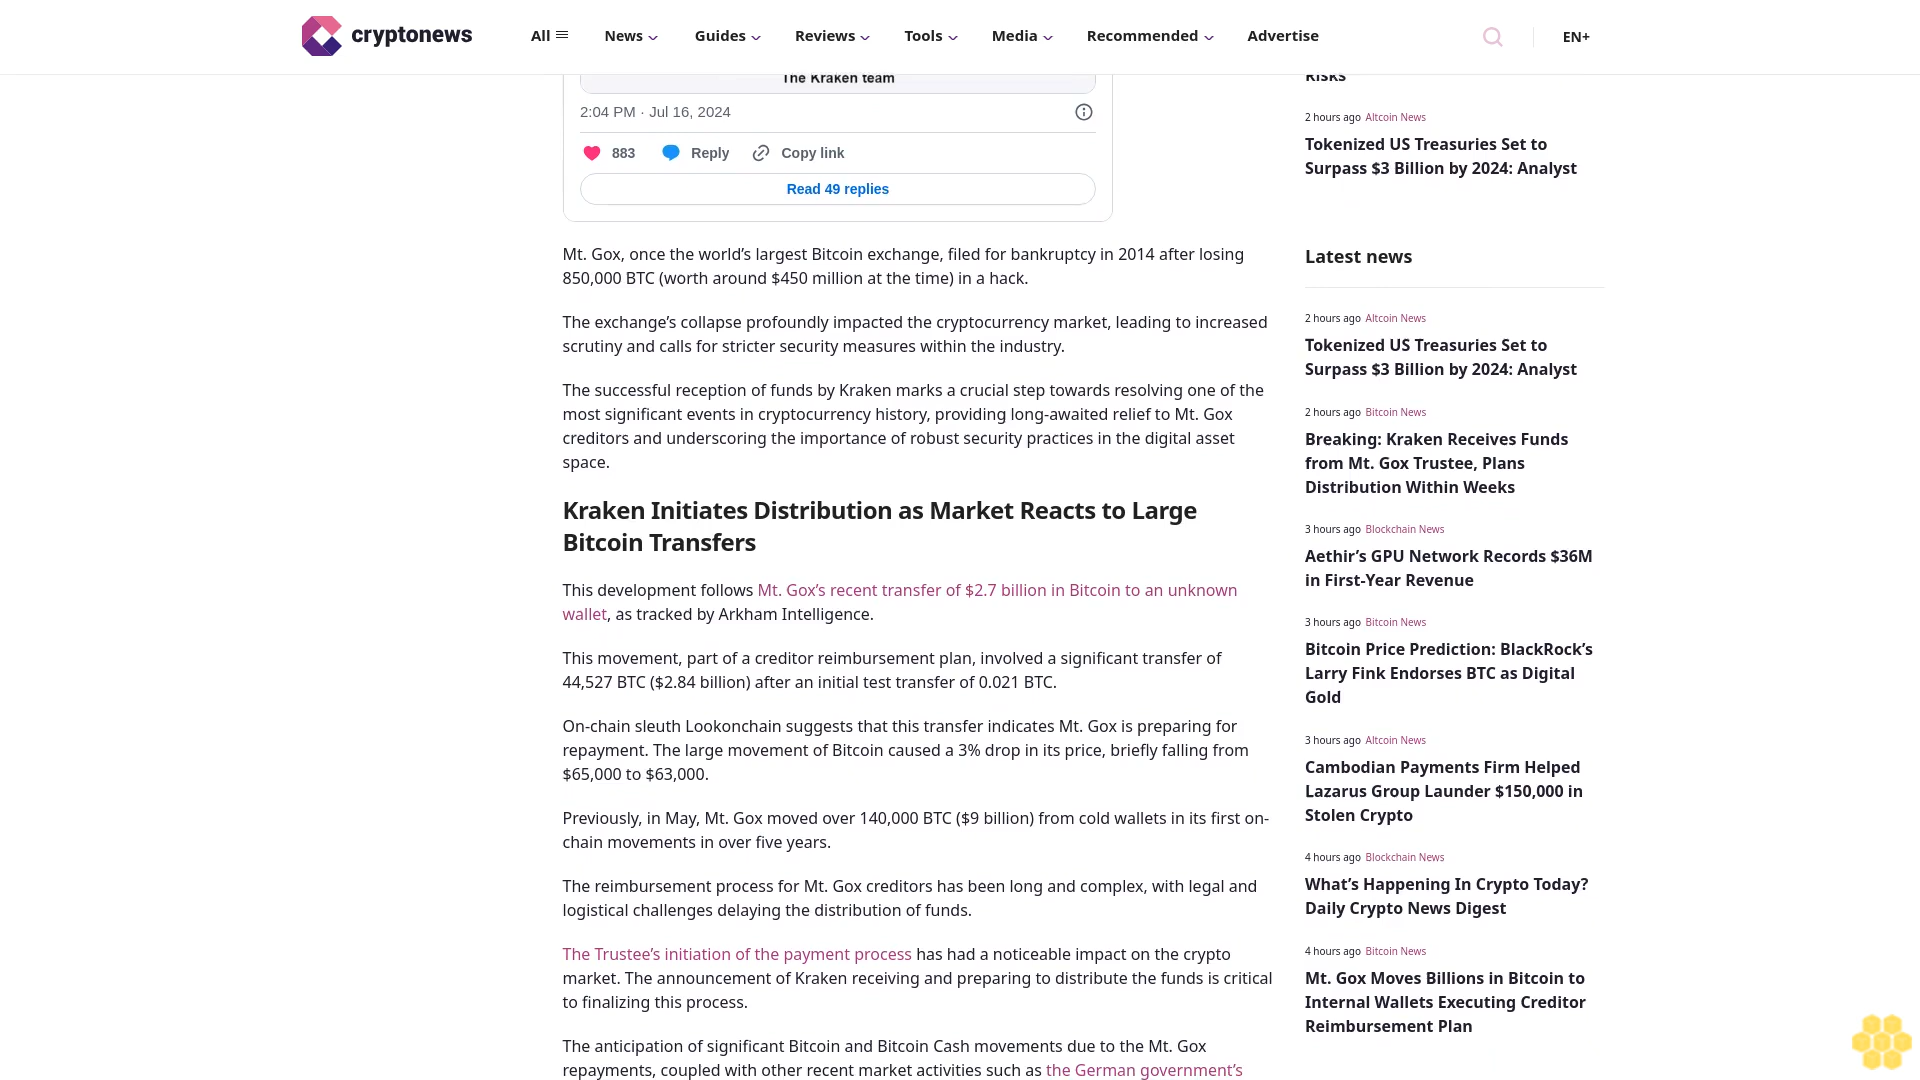 cryptonews
All
News
Guides
Reviews
Tools
Media
Recommended
Advertise
EN+
The Kraken team
2:04 PM · Jul 16, 2024
883
Reply
Copy link
Read 49 replies
Mt. Gox, once the world’s largest Bitcoin exchange, filed for bankruptcy in 2014 after losing
850,000 BTC (worth around $450 million at the time) in a hack.
The exchange’s collapse profoundly impacted the cryptocurrency market, leading to increased
scrutiny and calls for stricter security measures within the industry.
The successful reception of funds by Kraken marks a crucial step towards resolving one of the
most significant events in cryptocurrency history, providing long-awaited relief to Mt. Gox
creditors and underscoring the importance of robust security practices in the digital asset
space.
Kraken Initiates Distribution as Market Reacts to Large
Bitcoin Transfers
This development follows Mt. Gox’s recent transfer of $2.7 billion in Bitcoin to an unknown
wallet, as tracked by Arkham Intelligence.
This movement, part of a creditor reimbursement plan, involved a significant transfer of
44,527 BTC ($2.84 billion) after an initial test transfer of 0.021 BTC.
On-chain sleuth Lookonchain suggests that this transfer indicates Mt. Gox is preparing for
repayment. The large movement of Bitcoin caused a 3% drop in its price, briefly falling from
$65,000 to $63,000.
Previously, in May, Mt. Gox moved over 140,000 BTC ($9 billion) from cold wallets in its first on-
chain movements in over five years.
The reimbursement process for Mt. Gox creditors has been long and complex, with legal and
logistical challenges delaying the distribution of funds.
The Trustee’s initiation of the payment process has had a noticeable impact on the crypto
market. The announcement of Kraken receiving and preparing to distribute the funds is critical
to finalizing this process.
The anticipation of significant Bitcoin and Bitcoin Cash movements due to the Mt. Gox
repayments, coupled with other recent market activities such as the German government’s
Risks
2 hours ago Altcoin News
Tokenized US Treasuries Set to
Surpass $3 Billion by 2024: Analyst
Latest news
2 hours ago Altcoin News
Tokenized US Treasuries Set to
Surpass $3 Billion by 2024: Analyst
2 hours ago Bitcoin News
Breaking: Kraken Receives Funds
from Mt. Gox Trustee, Plans
Distribution Within Weeks
3 hours ago Blockchain News
Aethir’s GPU Network Records $36M
in First-Year Revenue
3 hours ago Bitcoin News
Bitcoin Price Prediction: BlackRock’s
Larry Fink Endorses BTC as Digital
Gold
3 hours ago Altcoin News
Cambodian Payments Firm Helped
Lazarus Group Launder $150,000 in
Stolen Crypto
4 hours ago Blockchain News
What’s Happening In Crypto Today?
Daily Crypto News Digest
4 hours ago Bitcoin News
Mt. Gox Moves Billions in Bitcoin to
Internal Wallets Executing Creditor
Reimbursement Plan